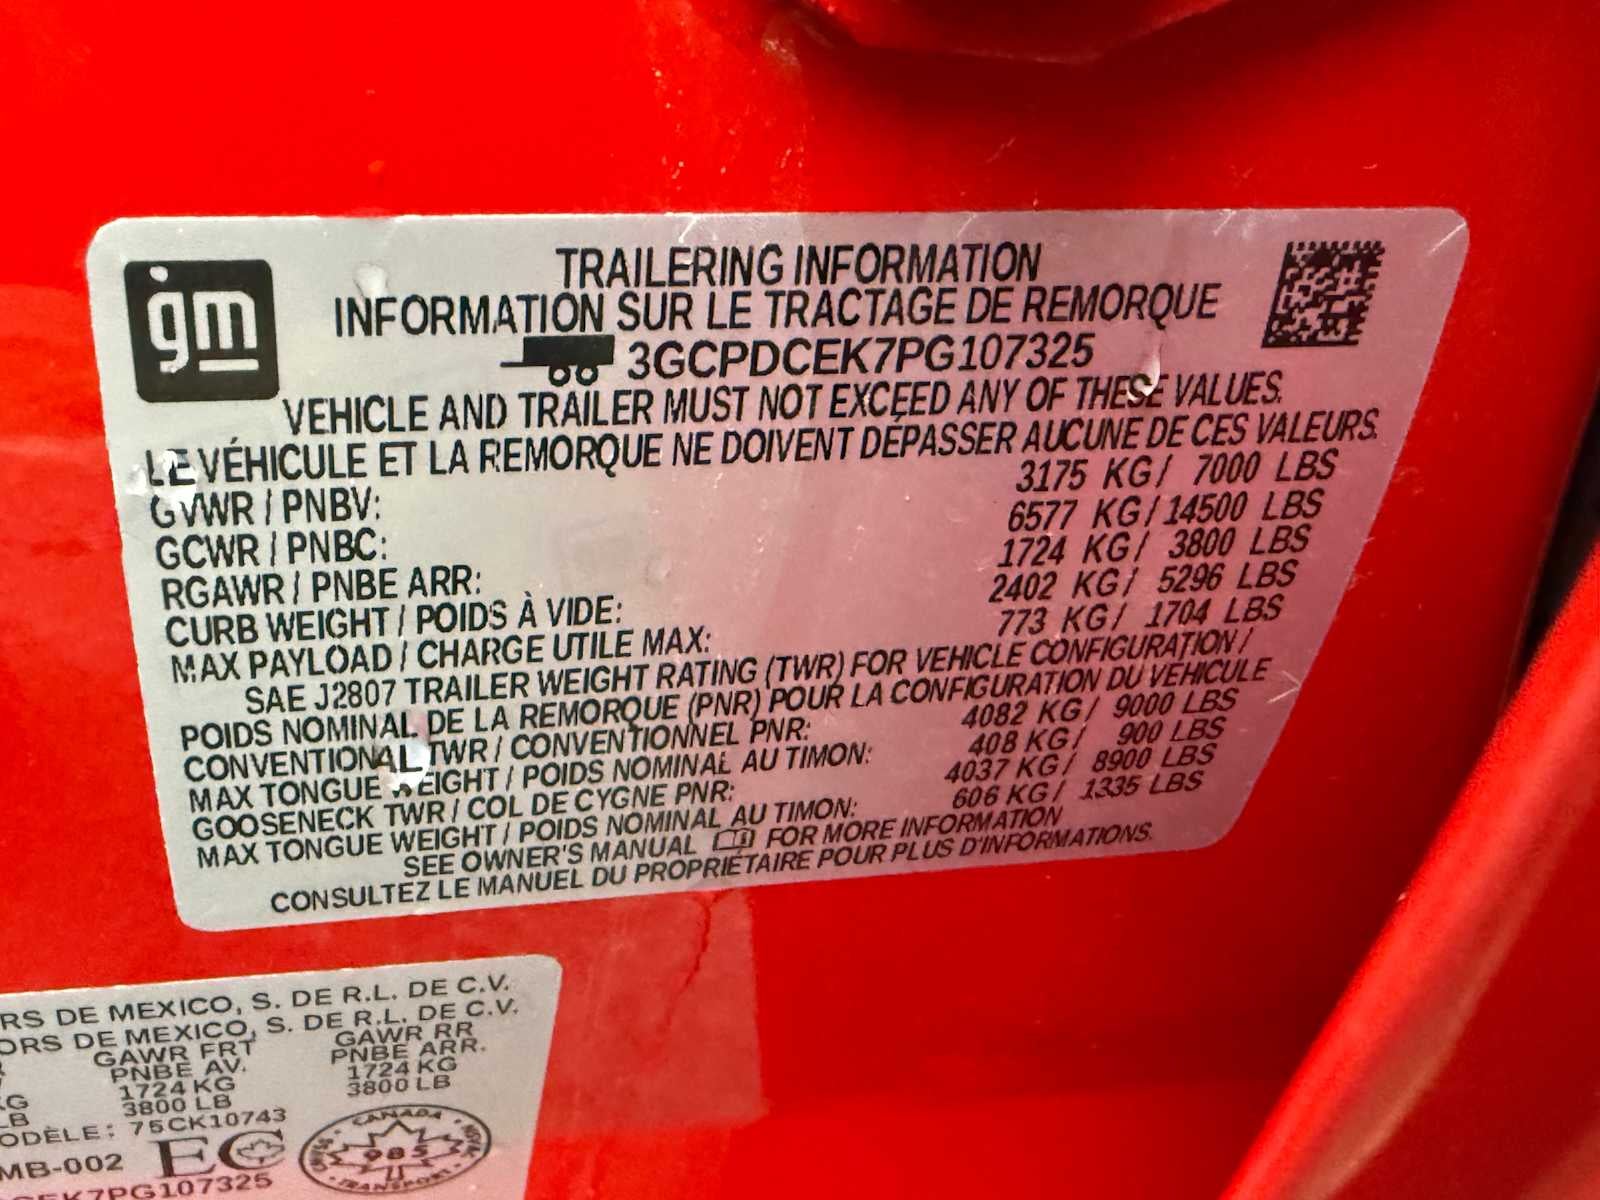 gm
TRAILERING INFORMATION
INFORMATION SUR LE TRACTAGE DE REMORQUE
3GCPDCEK7PG107325
VEHICLE AND TRAILER MUST NOT EXCEED ANY OF THESE VALUES.
LE VÉHICULE ET LA REMORQUE NE DOIVENT DÉPASSER AUCUNE DE CES VALEURS.
GVWR / PNBV: 3175 KG/ 7000 LBS
GCWR / PNBC: 6577 KG/14500 LBS
RGAWR / PNBE ARR: 1724 KG/ 3800 LBS
CURB WEIGHT / POIDS À VIDE: 2402 KG/ 5296 LBS
MAX PAYLOAD / CHARGE UTILE MAX: 773 KG/ 1704 LBS
SAE J2807 TRAILER WEIGHT RATING (TWR) FOR VEHICLE CONFIGURATION /
POIDS NOMINAL DE LA REMORQUE (PNR) POUR LA CONFIGURATION DU VÉHICULE
CONVENTIONAL TWR / CONVENTIONNEL PNR: 4082 KG/ 9000 LBS
MAX TONGUE WEIGHT / POIDS NOMINAL AU TIMON: 408 KG/ 900 LBS
GOOSENECK TWR / COL DE CYGNE PNR: 4037 KG/ 8900 LBS
MAX TONGUE WEIGHT / POIDS NOMINAL AU TIMON: 606 KG/ 1335 LBS
SEE OWNER'S MANUAL FOR MORE INFORMATION
CONSULTEZ LE MANUEL DU PROPRIÉTAIRE POUR PLUS D'INFORMATIONS.
RS DE MEXICO, S. DE R.L. DE C.V.
ORS DE MEXICO, S. DE R.L. DE C.V.
GAWR FRT GAWR RR
PNBE AV. PNBE ARR.
KG 1724 KG 1724 KG
LB 3800 LB 3800 LB
MODÈLE: 75CK10743
MB-002 EC
CANADA
985
TRANSPORT
CEK7PG107325